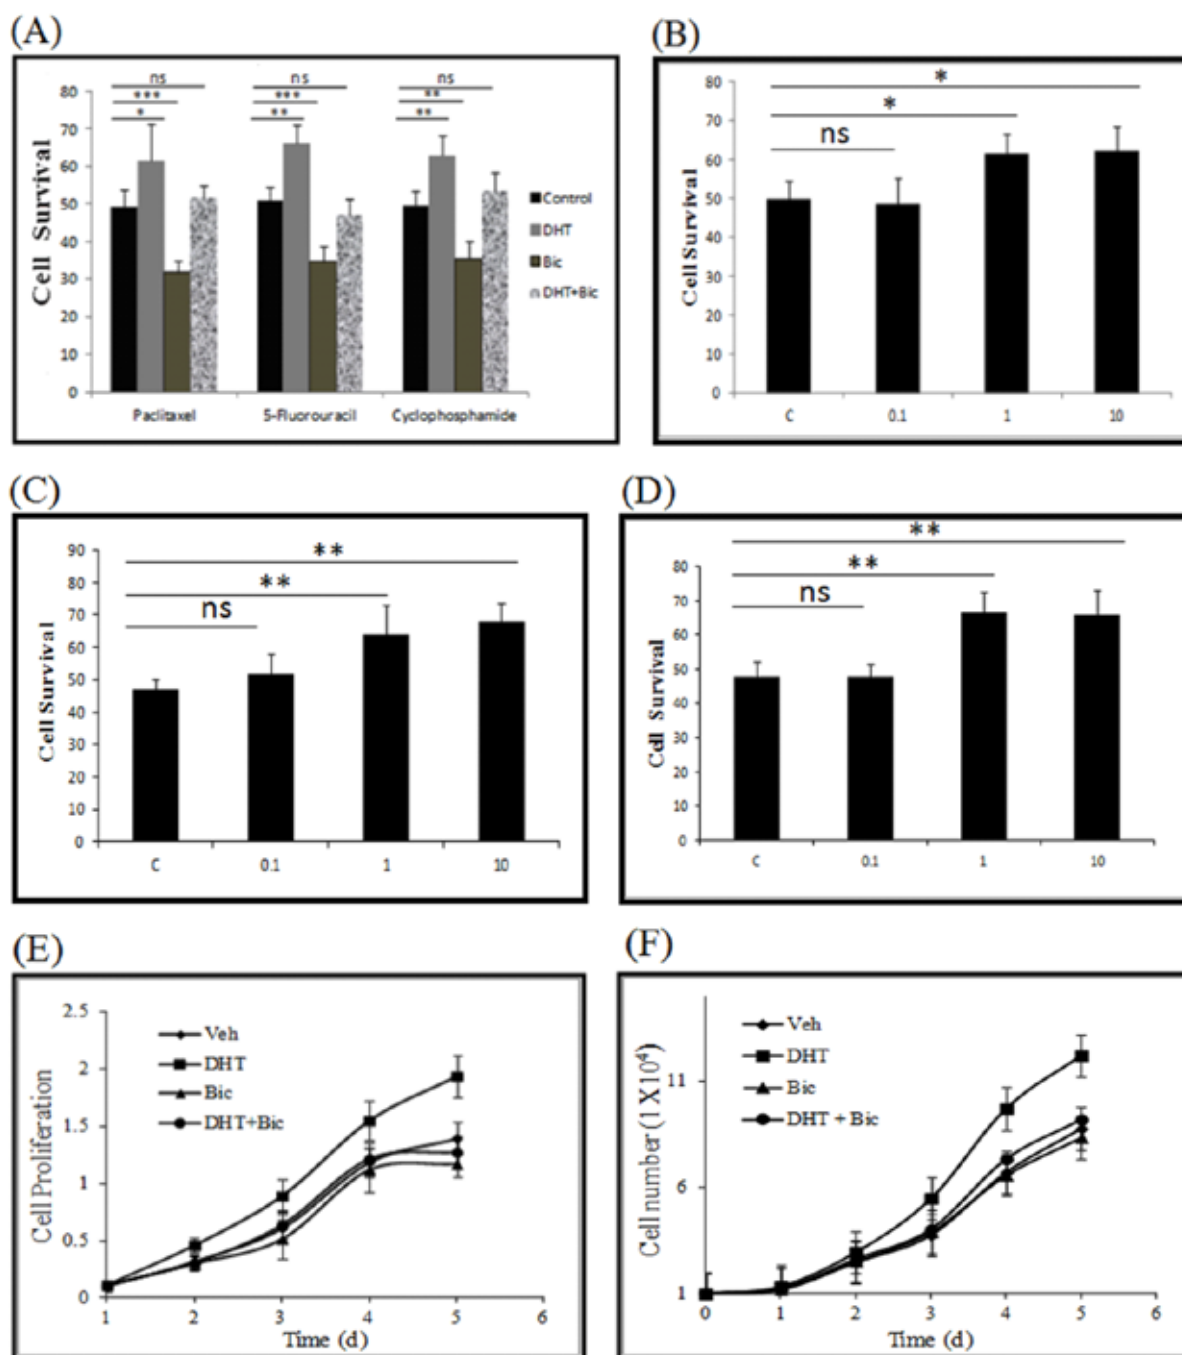 (A)
ns ns ns
*** *** **
* ** **
Cell Survival
80
70
60
50
40
30
20
10
0
Paclitaxel 5-Fluorouracil Cyclophosphamide
Control
DHT
Bic
DHT+Bic
(B)
*
*
ns
Cell Survival
80
70
60
50
40
30
20
10
0
C 0.1 1 10
(C)
**
**
ns
Cell Survival
90
80
70
60
50
40
30
20
10
0
C 0.1 1 10
(D)
**
**
ns
Cell Survival
80
70
60
50
40
30
20
10
0
C 0.1 1 10
(E)
Cell Proliferation
2.5
2
1.5
1
0.5
0
Veh
DHT
Bic
DHT+Bic
1 2 3 4 5 6
Time (d)
(F)
Cell number (1 X10⁴)
11
6
1
Veh
DHT
Bic
DHT + Bic
0 1 2 3 4 5 6
Time (d)